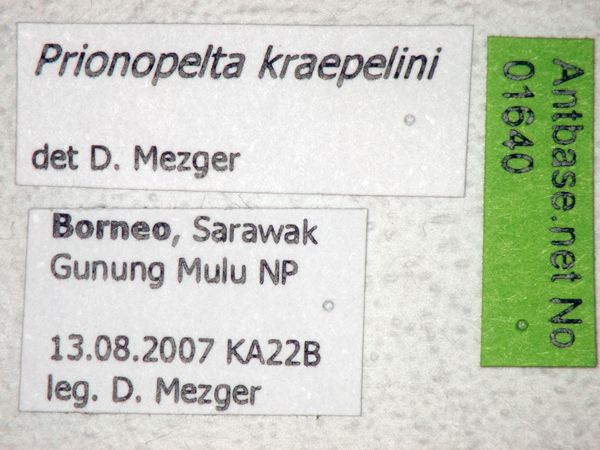 Prionopelta kraepelini
det D. Mezger
Borneo, Sarawak
Gunung Mulu NP
13.08.2007 KA22B
leg. D. Mezger
Antbase.net No
01640